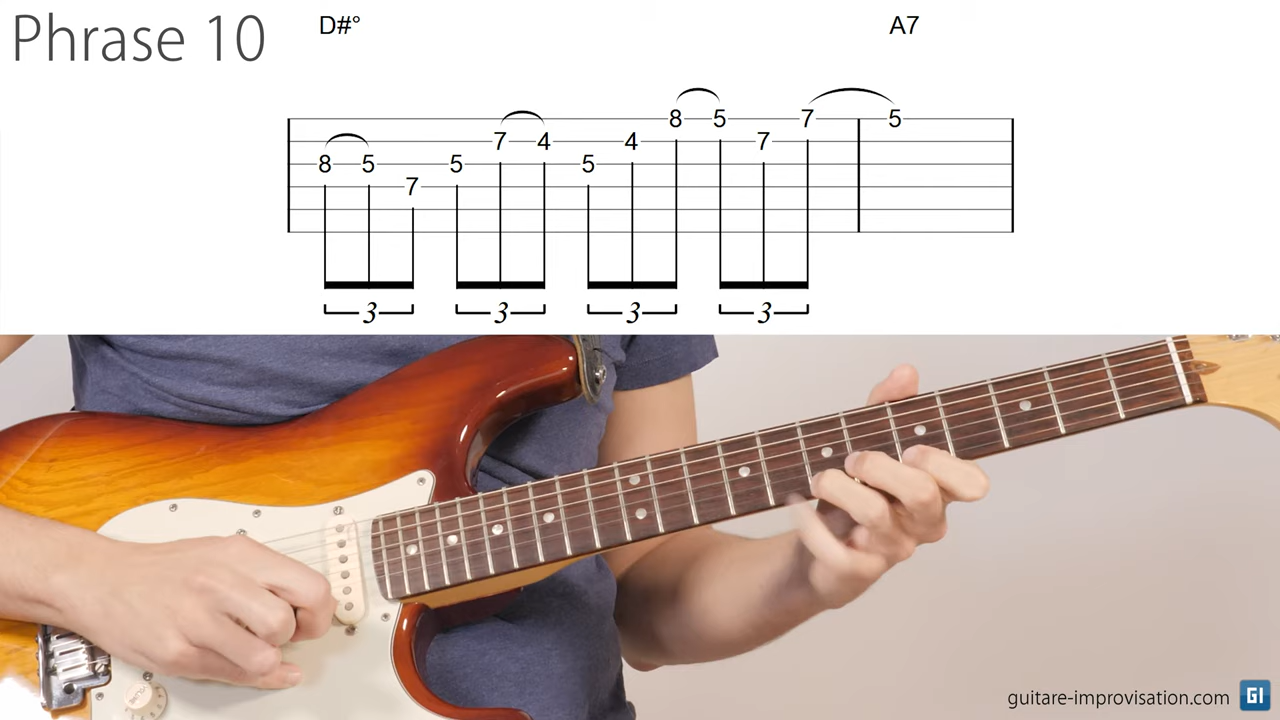 Phrase 10
D#° A7
8 5 7 5 7 4 5 4 8 5 7 7 5
3 3 3 3
guitare-improvisation.com GI